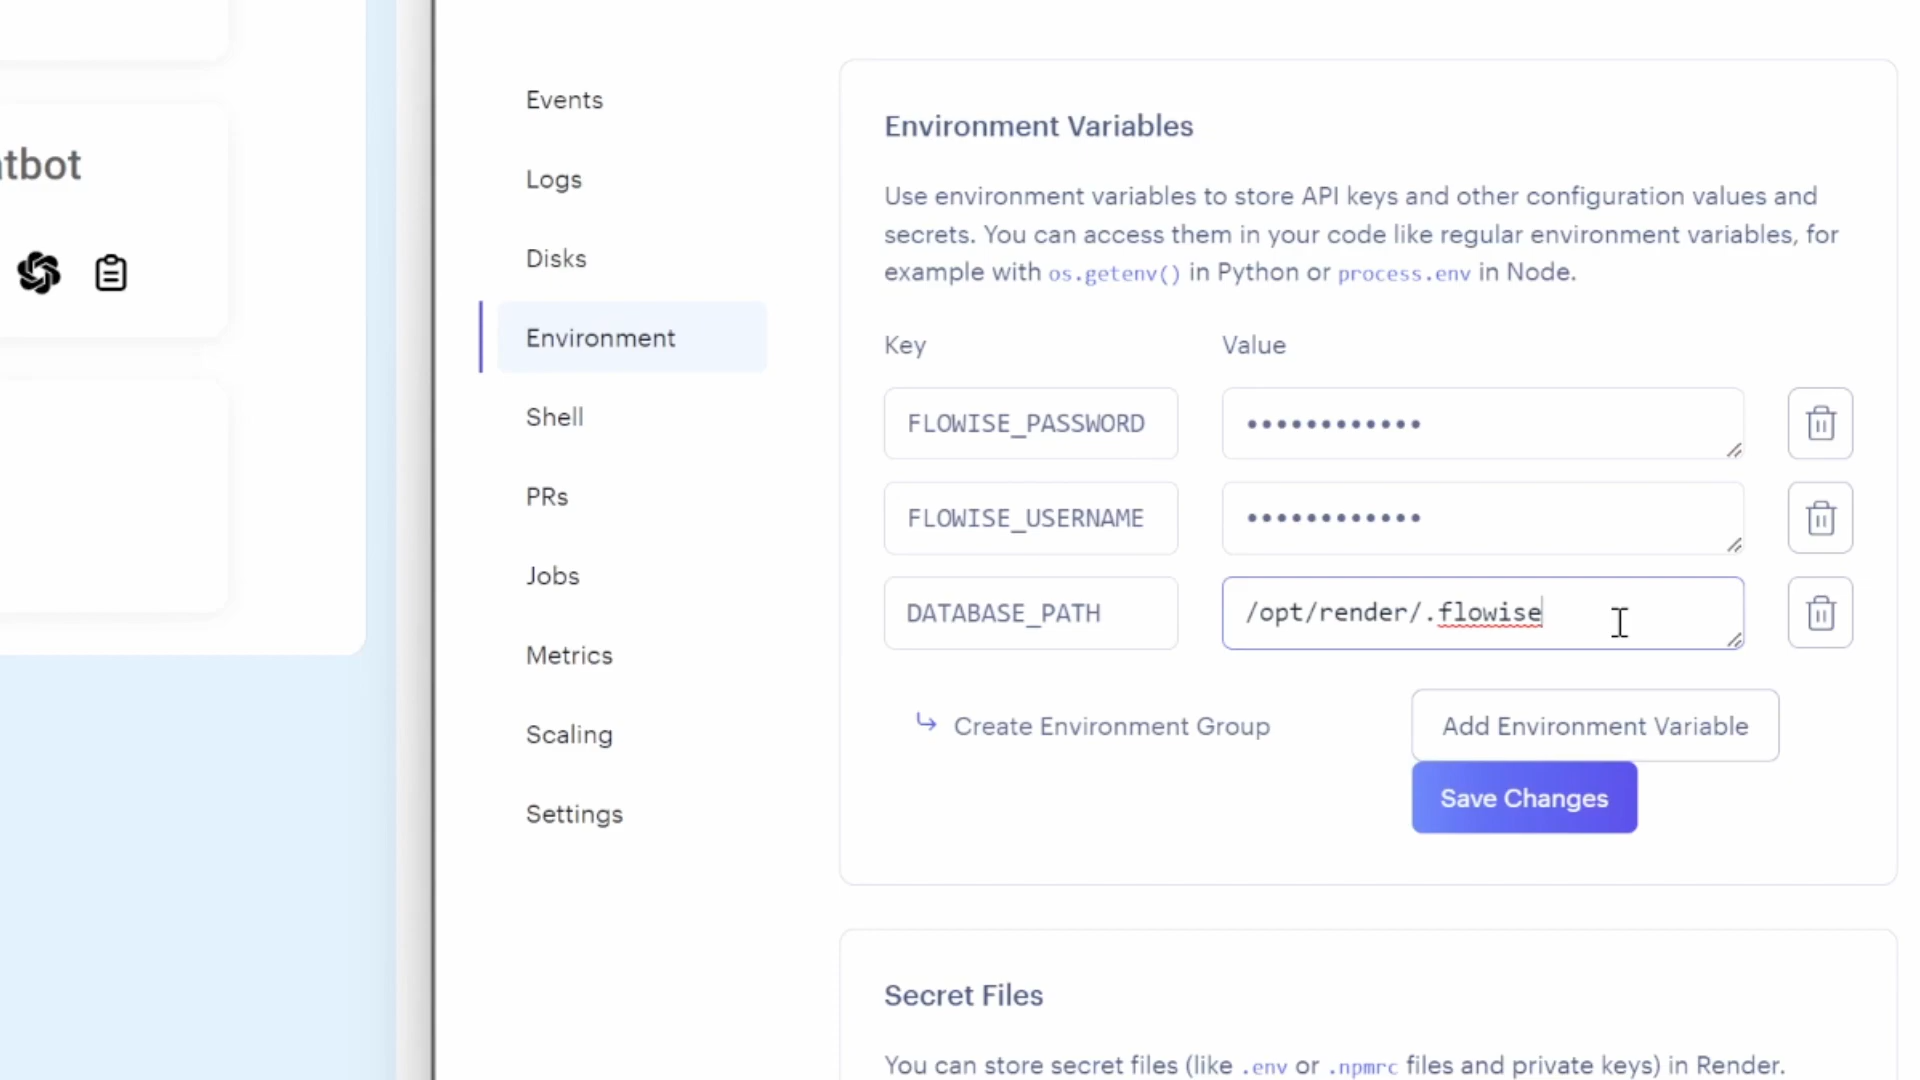 atbot
Events
Logs
Disks
Environment
Shell
PRs
Jobs
Metrics
Scaling
Settings
Environment Variables
Use environment variables to store API keys and other configuration values and
secrets. You can access them in your code like regular environment variables, for
example with os.getenv() in Python or process.env in Node.
Key Value
FLOWISE_PASSWORD ••••••••••••
FLOWISE_USERNAME ••••••••••••
DATABASE_PATH /opt/render/.flowise
Create Environment Group Add Environment Variable
Save Changes
Secret Files
You can store secret files (like .env or .npmrc files and private keys) in Render.